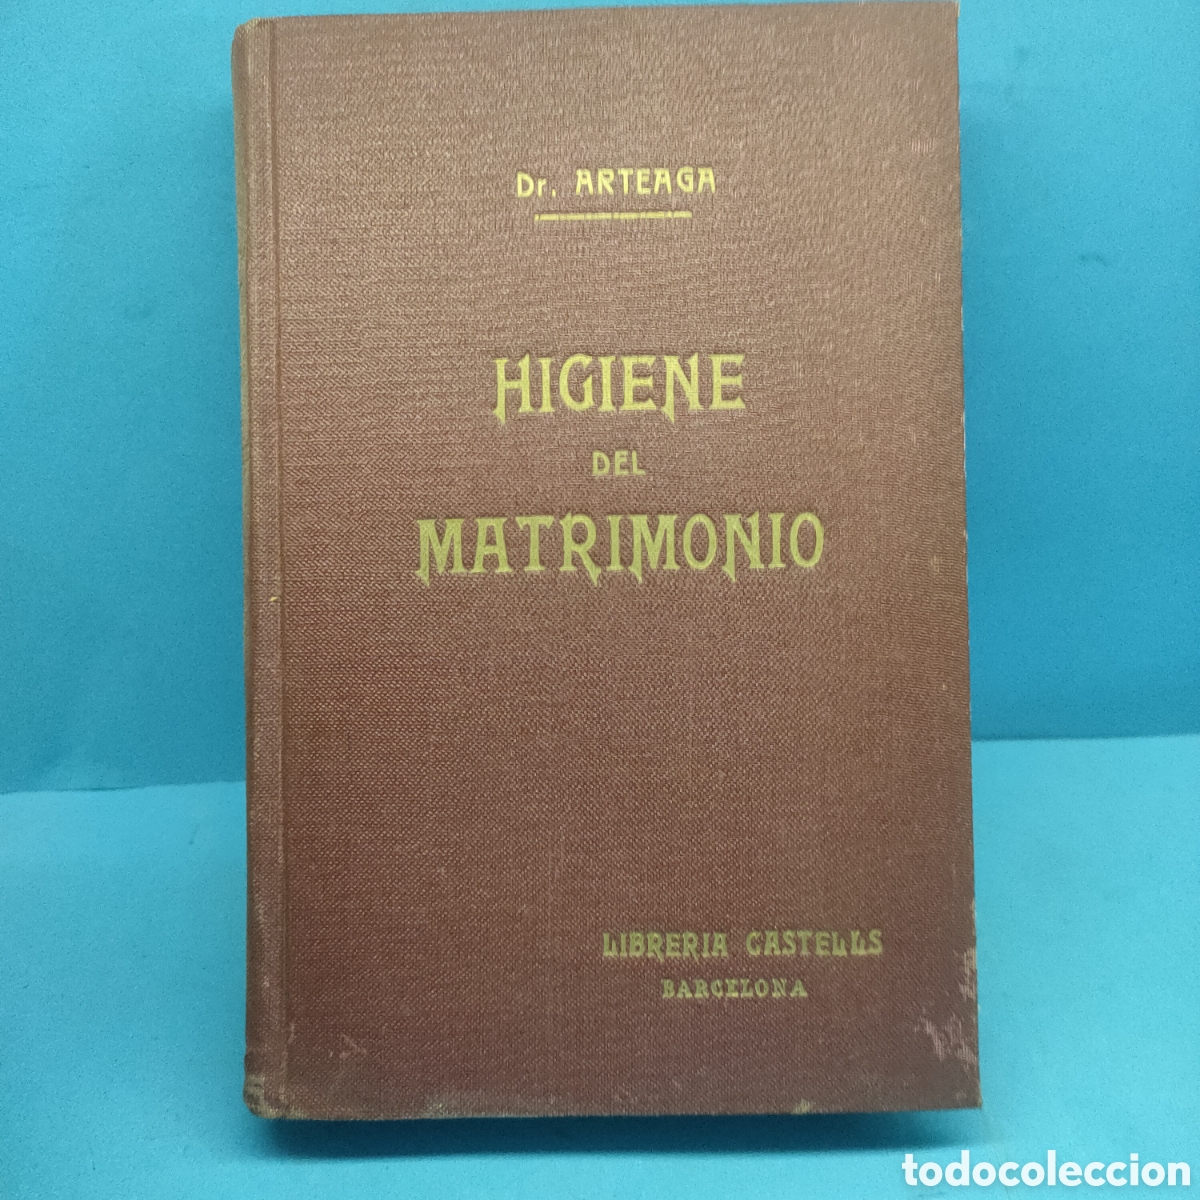 Dr. ARTEAGA
HIGIENE
DEL
MATRIMONIO
LIBRERIA CASTELLS
BARCELONA
todocoleccion